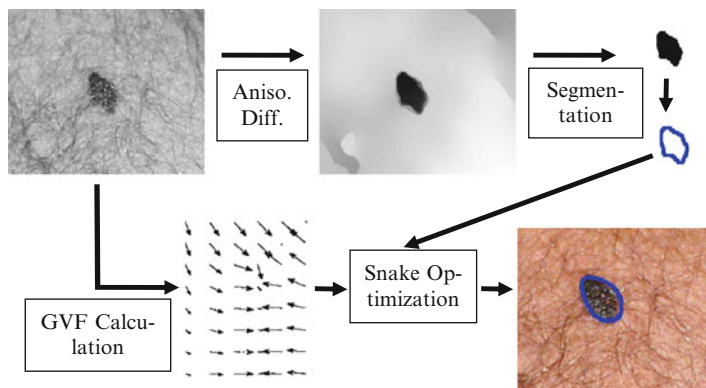 Aniso.
Diff.
Segmen-
tation
GVF Calcu-
lation
Snake Op-
timization